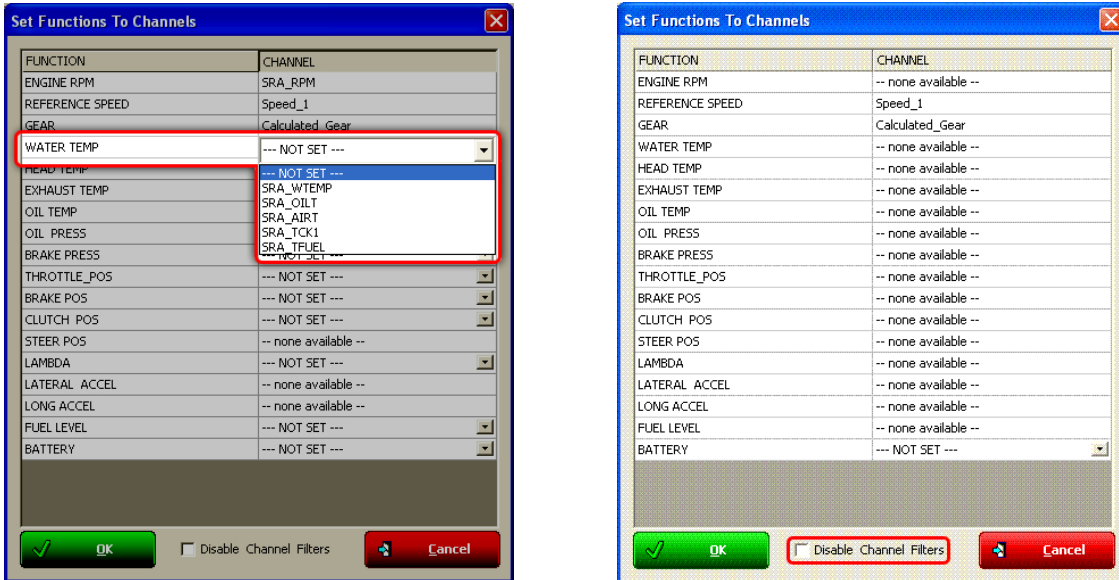 Set Functions To Channels
FUNCTION CHANNEL
ENGINE RPM SRA_RPM
REFERENCE SPEED Speed_1
GEAR Calculated_Gear
WATER TEMP --- NOT SET ---
HEAD TEMP --- NOT SET ---
EXHAUST TEMP SRA_WTEMP
SRA_OILT
OIL TEMP SRA_AIRT
OIL PRESS SRA_TCK1
SRA_TFUEL
BRAKE PRESS --- NOT SET ---
THROTTLE_POS --- NOT SET ---
BRAKE POS --- NOT SET ---
CLUTCH POS --- NOT SET ---
STEER POS -- none available --
LAMBDA --- NOT SET ---
LATERAL ACCEL -- none available --
LONG ACCEL -- none available --
FUEL LEVEL --- NOT SET ---
BATTERY --- NOT SET ---
OK Disable Channel Filters Cancel
Set Functions To Channels
FUNCTION CHANNEL
ENGINE RPM -- none available --
REFERENCE SPEED Speed_1
GEAR Calculated_Gear
WATER TEMP -- none available --
HEAD TEMP -- none available --
EXHAUST TEMP -- none available --
OIL TEMP -- none available --
OIL PRESS -- none available --
BRAKE PRESS -- none available --
THROTTLE_POS -- none available --
BRAKE POS -- none available --
CLUTCH POS -- none available --
STEER POS -- none available --
LAMBDA -- none available --
LATERAL ACCEL -- none available --
LONG ACCEL -- none available --
FUEL LEVEL -- none available --
BATTERY --- NOT SET ---
OK Disable Channel Filters Cancel